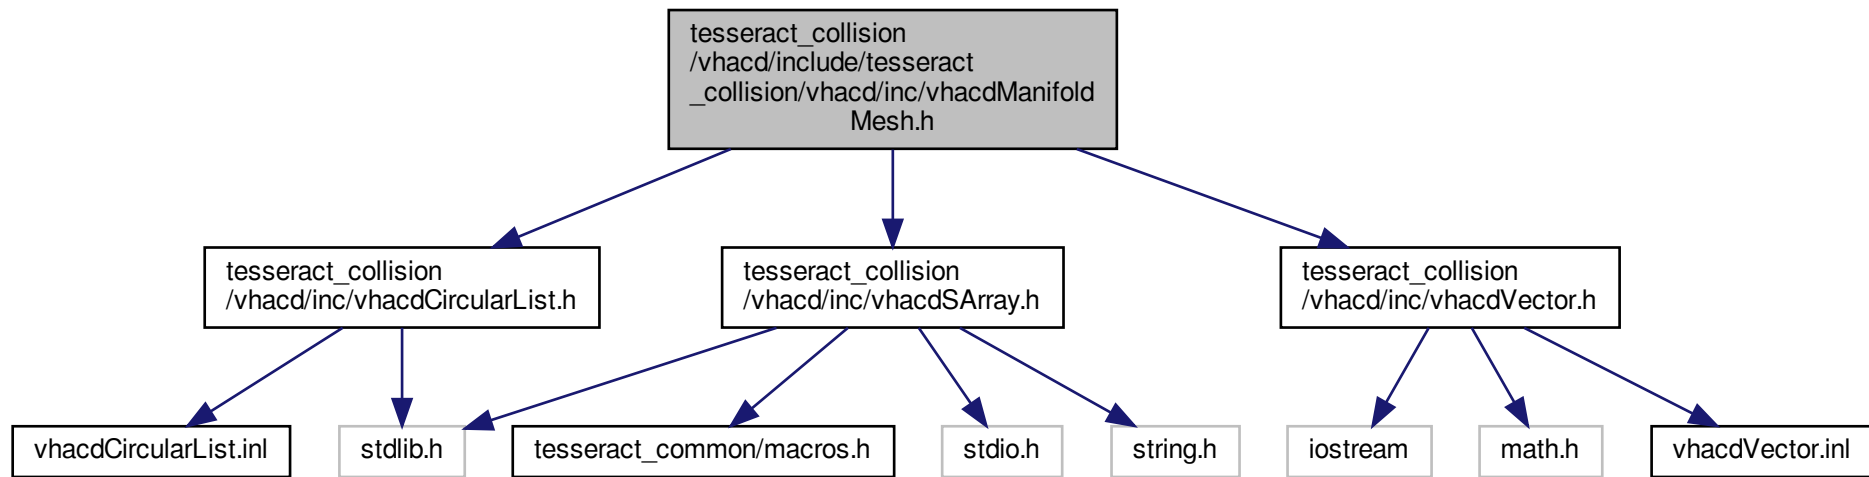 tesseract_collision
/vhacd/include/tesseract
_collision/vhacd/inc/vhacdManifold
Mesh.h
tesseract_collision
/vhacd/inc/vhacdCircularList.h
tesseract_collision
/vhacd/inc/vhacdSArray.h
tesseract_collision
/vhacd/inc/vhacdVector.h
vhacdCircularList.inl
stdlib.h
tesseract_common/macros.h
stdio.h
string.h
iostream
math.h
vhacdVector.inl